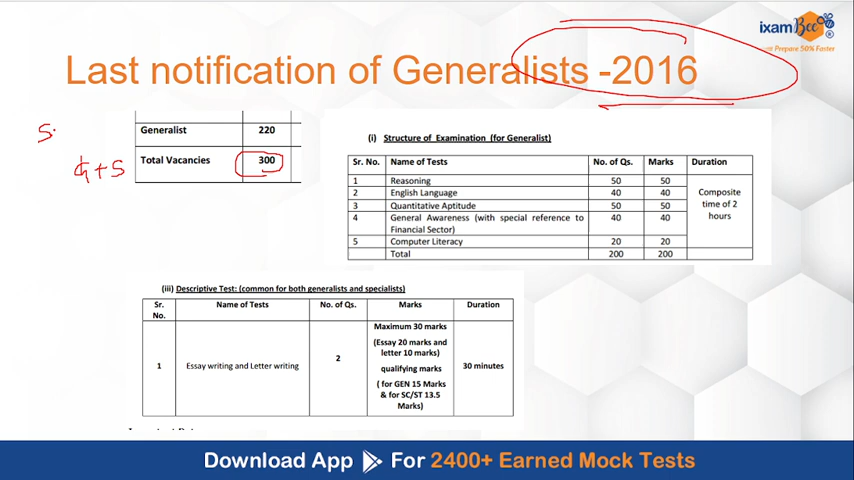 ixamBee
Prepare 50% Faster
Last notification of Generalists -2016
S.
G+S
Generalist 220
Total Vacancies 300
(i) Structure of Examination (for Generalist)
Sr. No. Name of Tests No. of Qs. Marks Duration
1 Reasoning 50 50
2 English Language 40 40
3 Quantitative Aptitude 50 50
4 General Awareness (with special reference to Financial Sector) 40 40
5 Computer Literacy 20 20
Total 200 200
Composite
time of 2
hours
(iii) Descriptive Test: (common for both generalists and specialists)
Sr. No. Name of Tests No. of Qs. Marks Duration
1 Essay writing and Letter writing 2
Maximum 30 marks
(Essay 20 marks and
letter 10 marks)
qualifying marks
( for GEN 15 Marks
& for SC/ST 13.5
Marks)
30 minutes
Download App For 2400+ Earned Mock Tests